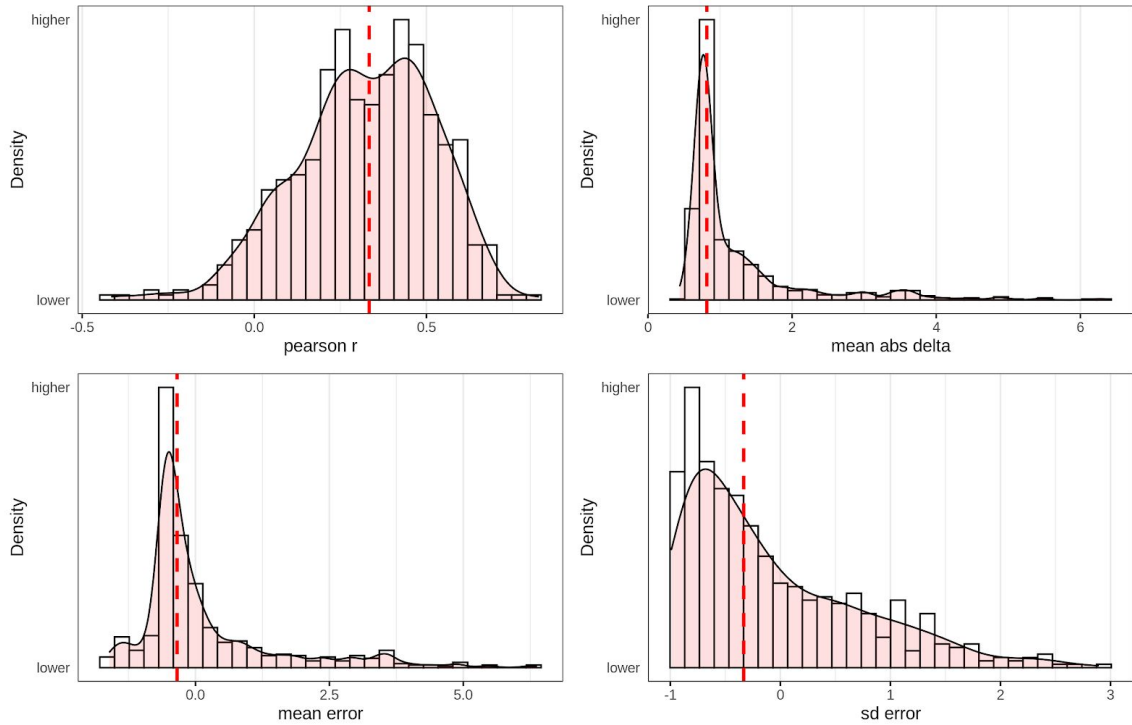 higher
Density
lower
-0.5 0.0 0.5
pearson r
higher
Density
lower
0 2 4 6
mean abs delta
higher
Density
lower
0.0 2.5 5.0
mean error
higher
Density
lower
-1 0 1 2 3
sd error